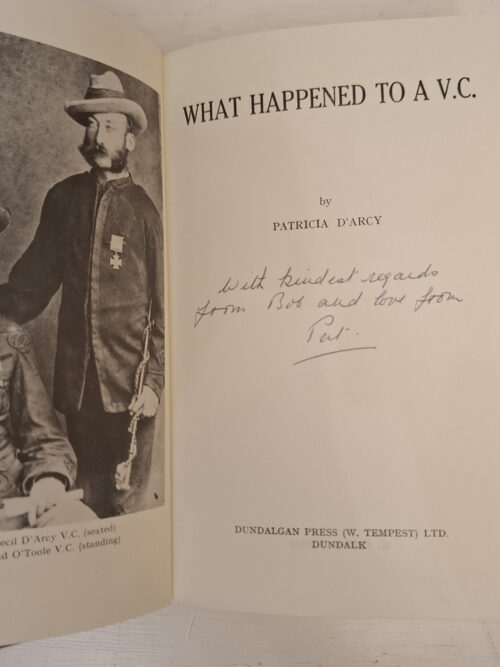 WHAT HAPPENED TO A V.C.
by
PATRICIA D'ARCY
With kindest regards
from Bob and love from
Pat.
DUNDALGAN PRESS (W. TEMPEST) LTD.
DUNDALK
ecil D'Arcy V.C. (seated)
d O'Toole V.C. (standing)